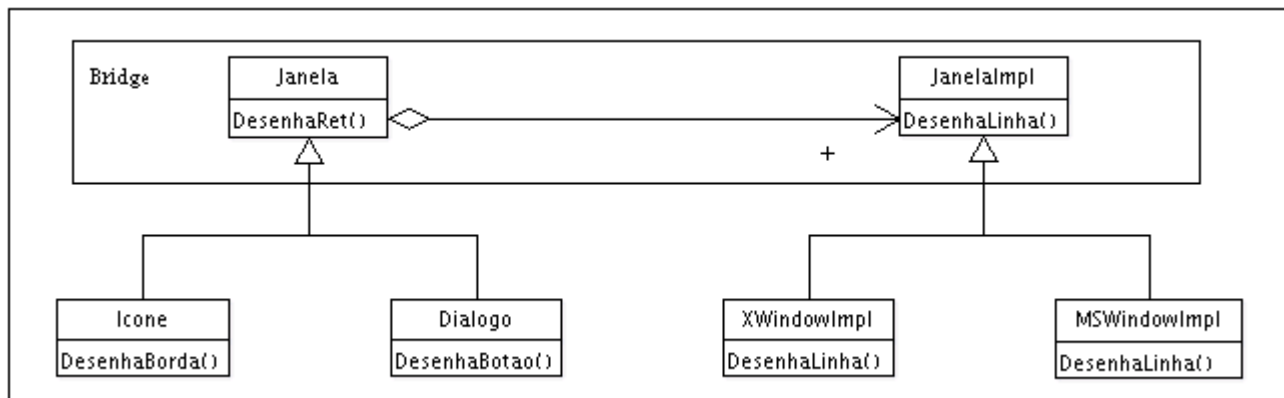 Bridge
Janela
DesenhaRet()
JanelaImpl
DesenhaLinha()
+
Icone
DesenhaBorda()
Dialogo
DesenhaBotao()
XWindowImpl
DesenhaLinha()
MSWindowImpl
DesenhaLinha()